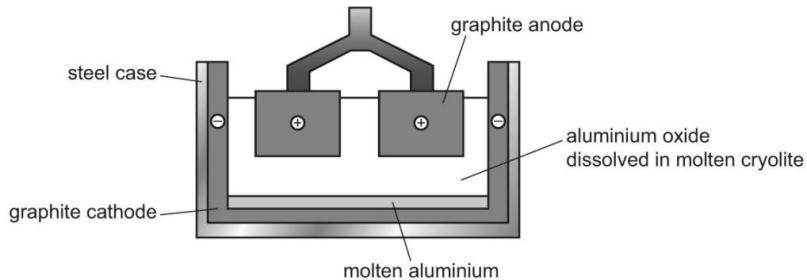 graphite anode
steel case
aluminium oxide
dissolved in molten cryolite
graphite cathode
molten aluminium